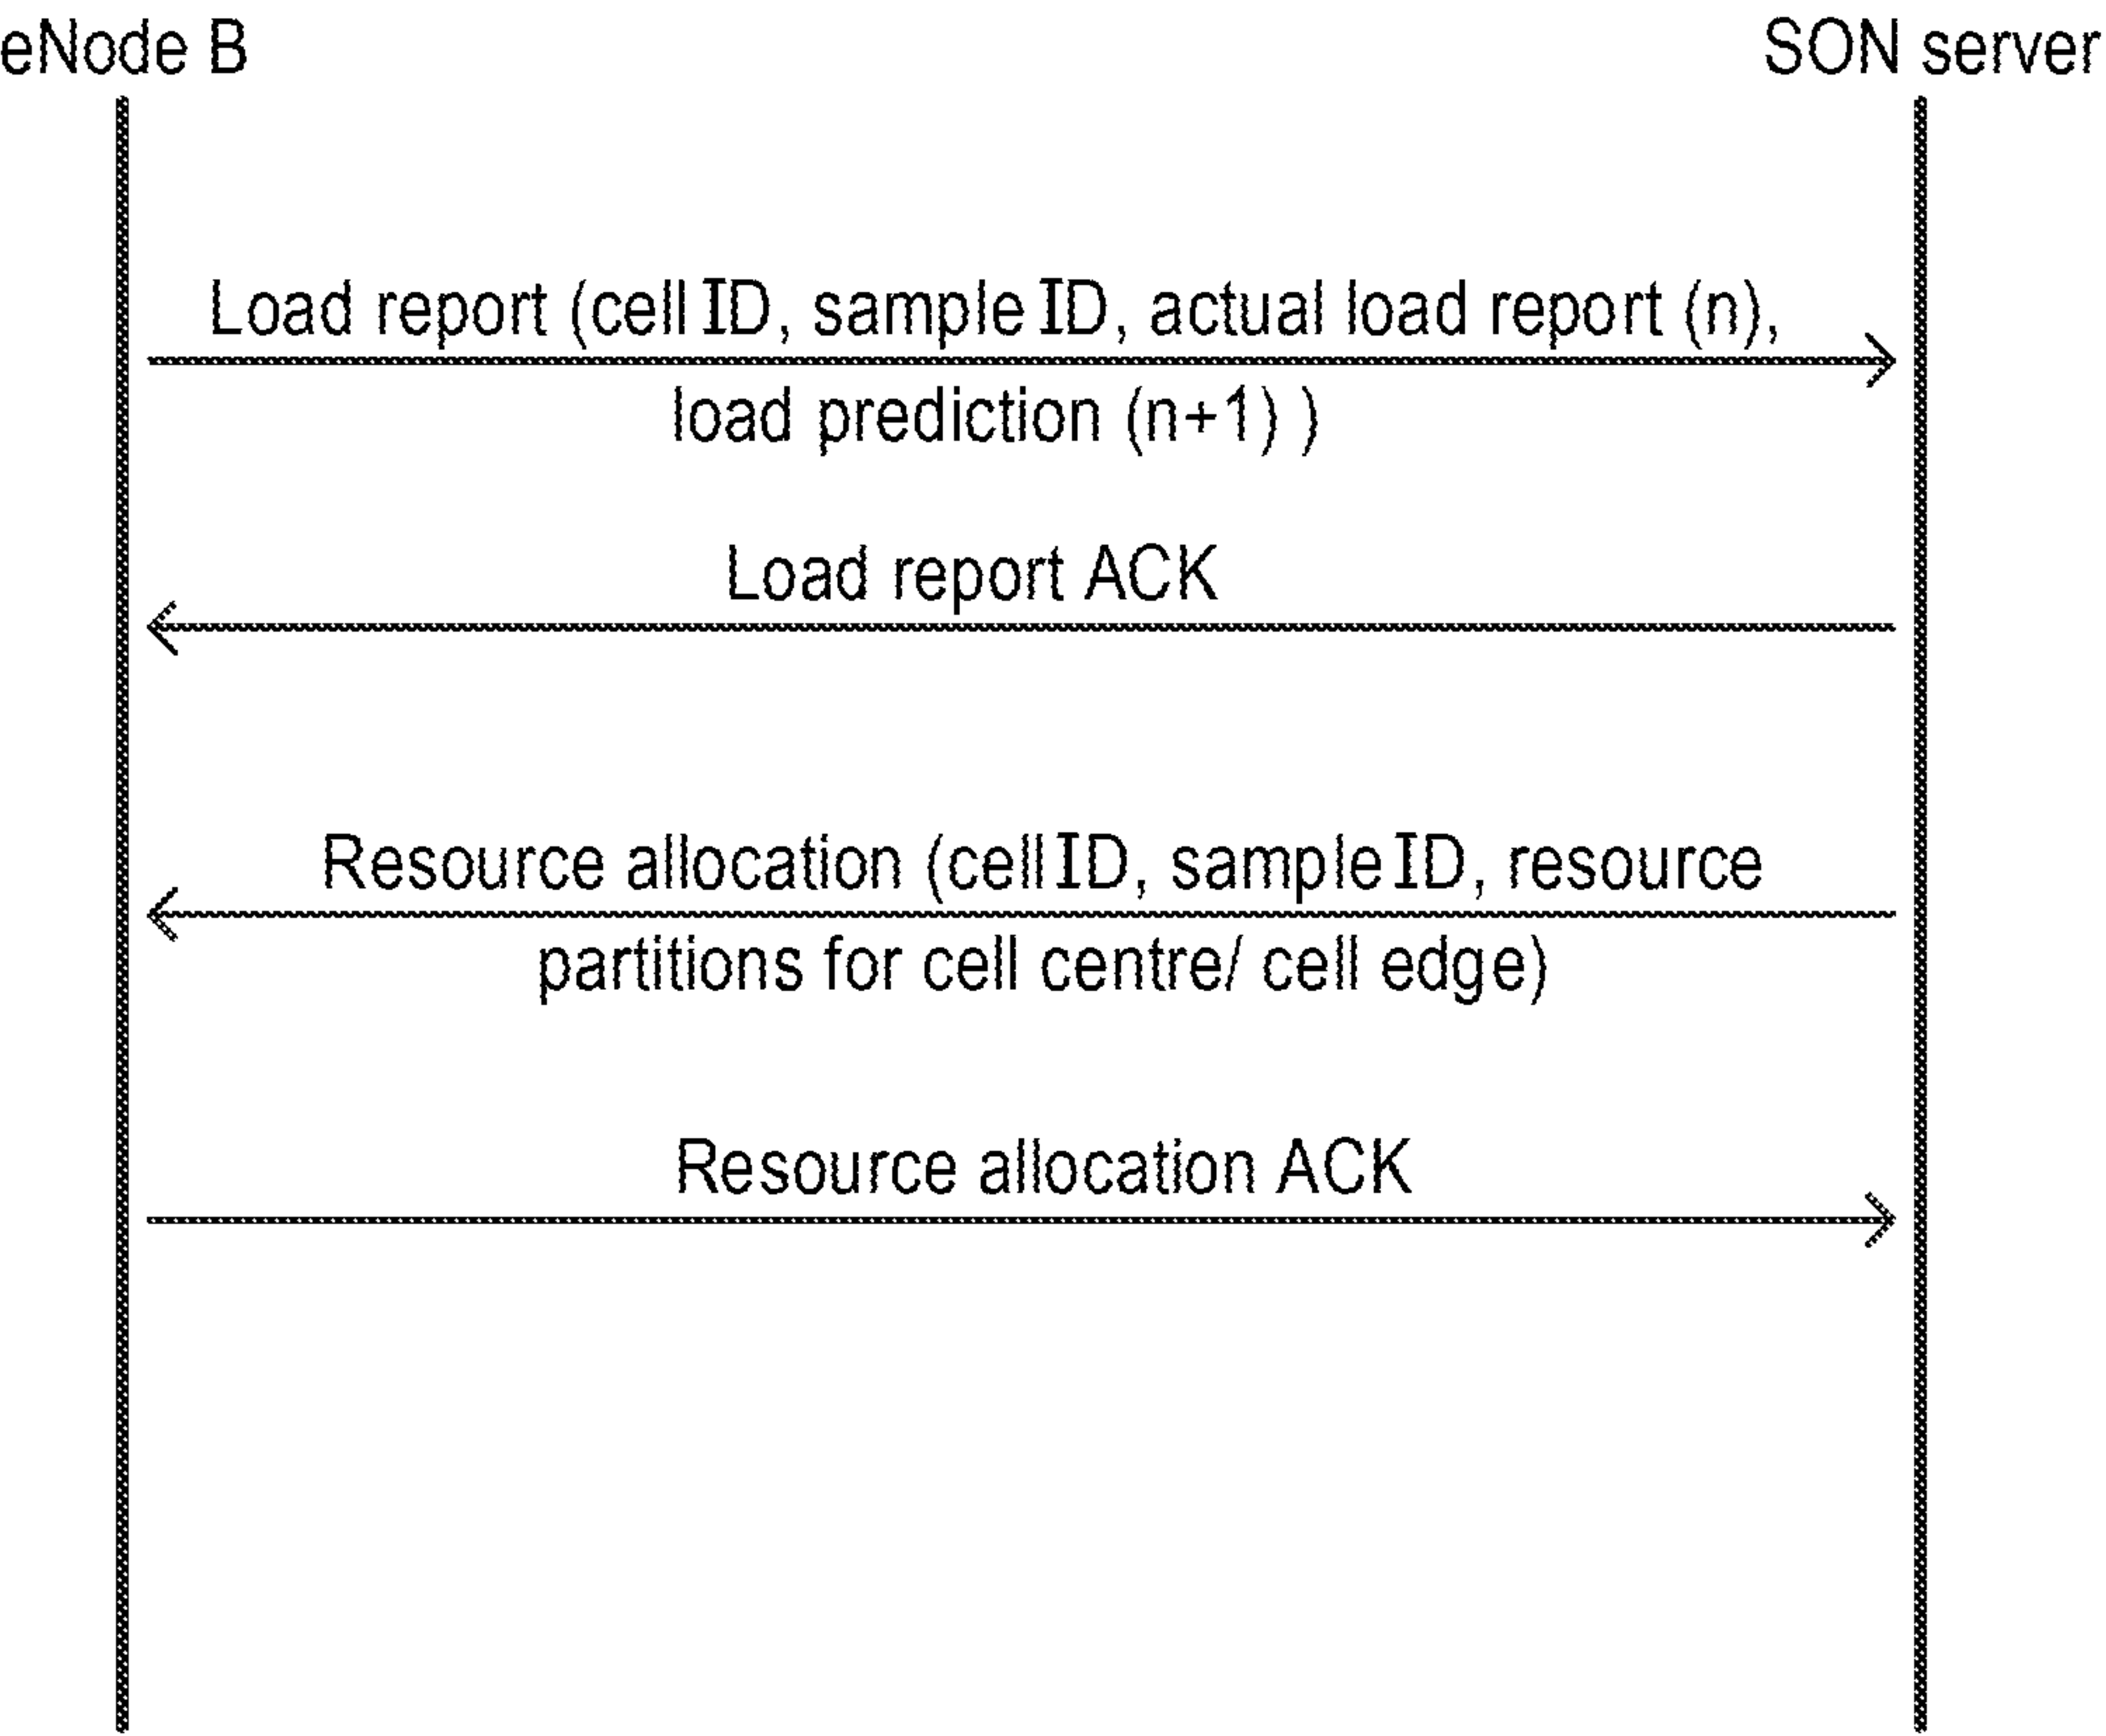 eNode B
SON server
Load report (cell ID, sample ID, actual load report (n),
load prediction (n+1) )
Load report ACK
Resource allocation (cell ID, sample ID, resource
partitions for cell centre/ cell edge)
Resource allocation ACK